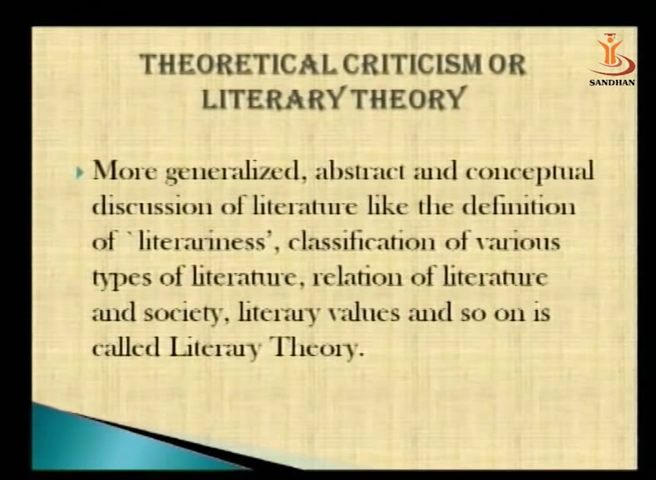 SANDHAN
THEORETICAL CRITICISM OR
LITERARY THEORY
More generalized, abstract and conceptual
discussion of literature like the definition
of `literariness', classification of various
types of literature, relation of literature
and society, literary values and so on is
called Literary Theory.